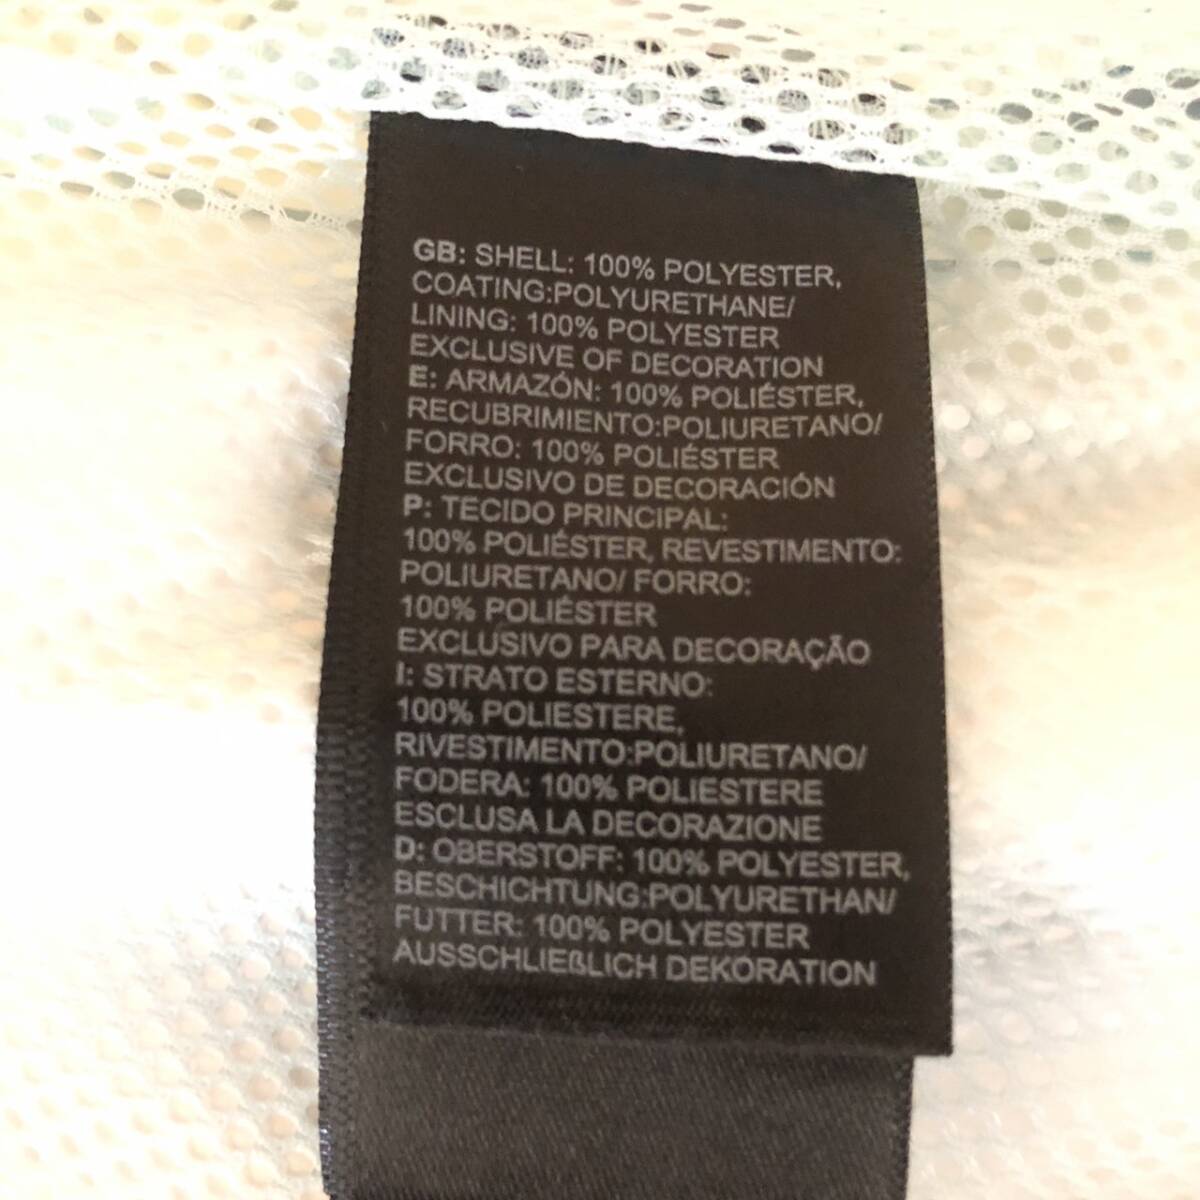 GB: SHELL: 100% POLYESTER,
COATING:POLYURETHANE/
LINING: 100% POLYESTER
EXCLUSIVE OF DECORATION
E: ARMAZÓN: 100% POLIÉSTER,
RECUBRIMIENTO:POLIURETANO/
FORRO: 100% POLIÉSTER
EXCLUSIVO DE DECORACIÓN
P: TECIDO PRINCIPAL:
100% POLIÉSTER, REVESTIMENTO:
POLIURETANO/ FORRO:
100% POLIÉSTER
EXCLUSIVO PARA DECORAÇÃO
I: STRATO ESTERNO:
100% POLIESTERE,
RIVESTIMENTO:POLIURETANO/
FODERA: 100% POLIESTERE
ESCLUSA LA DECORAZIONE
D: OBERSTOFF: 100% POLYESTER,
BESCHICHTUNG:POLYURETHAN/
FUTTER: 100% POLYESTER
AUSSCHLIEßLICH DEKORATION